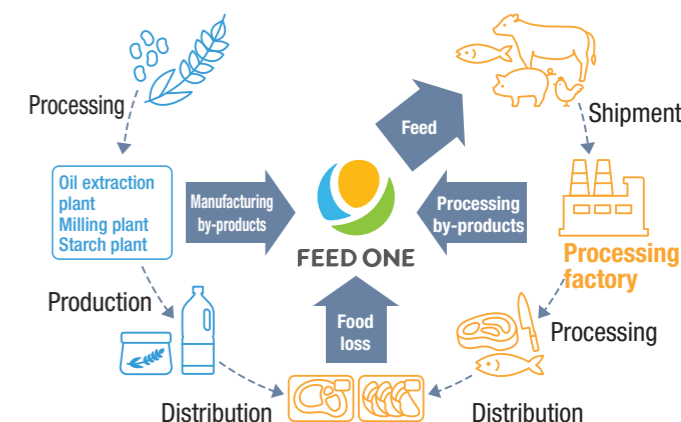 Processing
Shipment
Feed
Oil extraction
plant
Milling plant
Starch plant
Manufacturing
by-products
Processing
by-products
FEED ONE
Processing
factory
Production
Food
loss
Processing
Distribution
Distribution